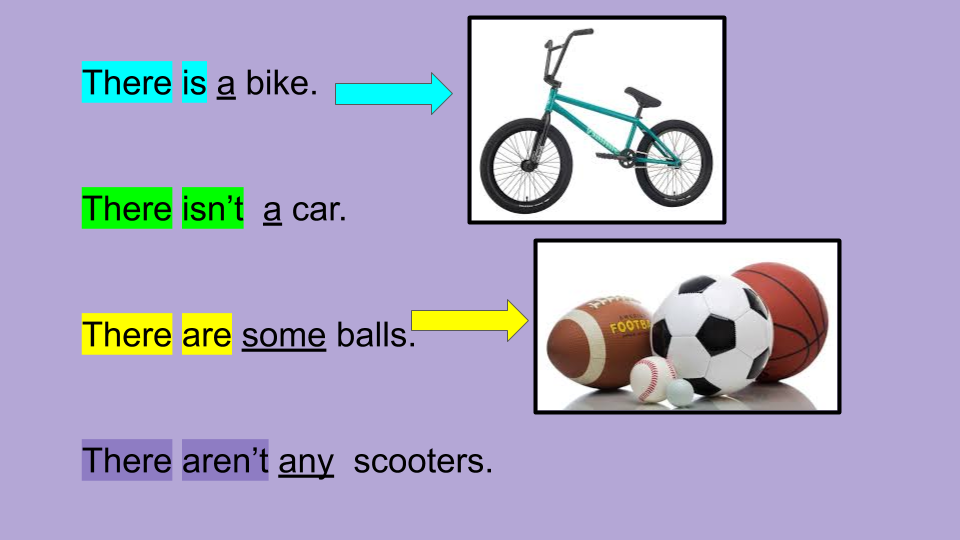 There is a bike.
There isn’t a car.
There are some balls.
FOOTB
There aren’t any scooters.